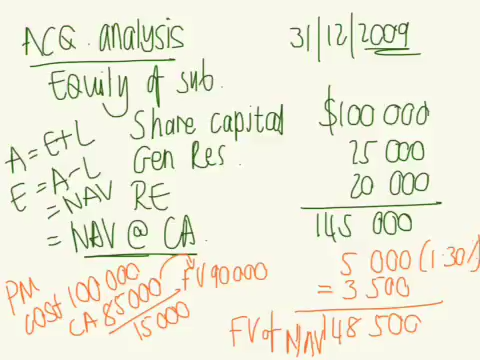 ACQ. analysis 31/12/2009
Equity of sub.
Share capital $100 000
A = E+L Gen Res. 25 000
E = A-L RE 20 000
= NAV 145 000
= NAV @ CA.
PM
cost 100 000
CA 85000 FV 90000
15 000
5 000 (1-30%)
= 3 500
FV of NAV 148 500